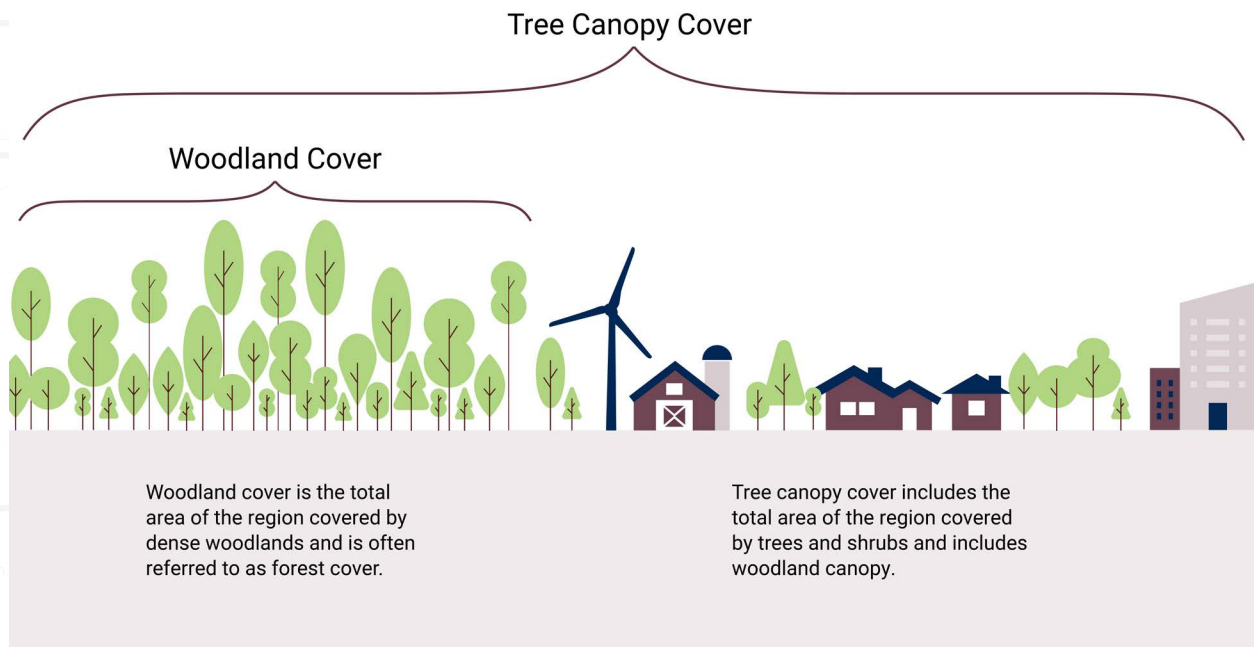 Tree Canopy Cover
Woodland Cover
Woodland cover is the total
area of the region covered by
dense woodlands and is often
referred to as forest cover.
Tree canopy cover includes the
total area of the region covered
by trees and shrubs and includes
woodland canopy.